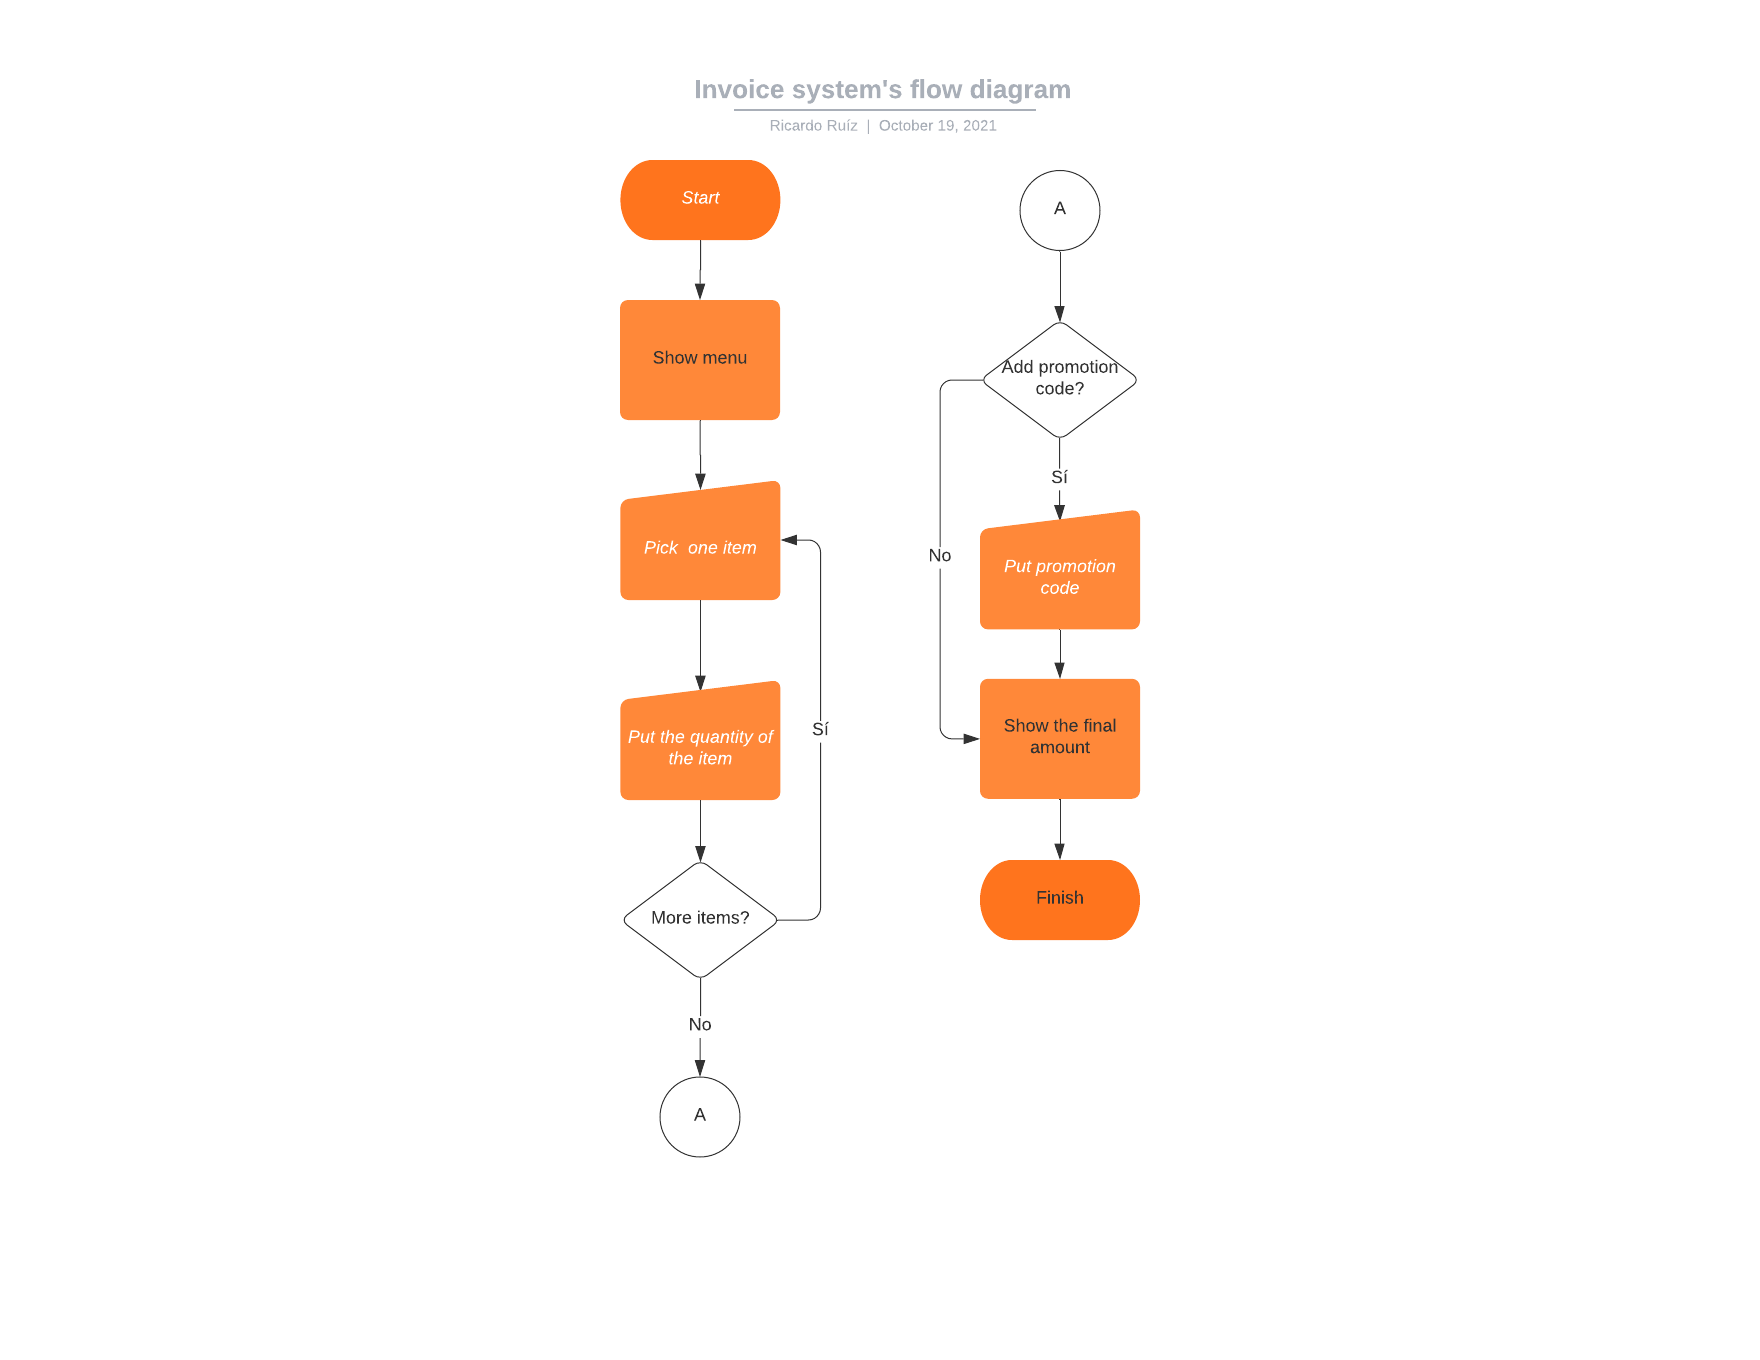 Invoice system's flow diagram
Ricardo Ruíz | October 19, 2021
Start
Show menu
Pick  one item
Put the quantity of
the item
Sí
More items?
No
A
A
Add promotion
code?
Sí
No
Put promotion
code
Show the final
amount
Finish